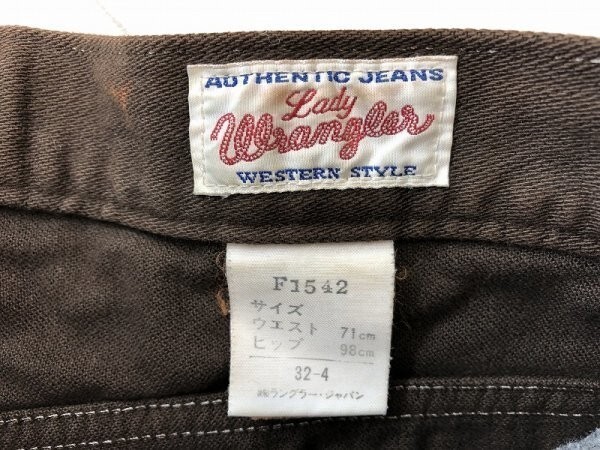 AUTHENTIC JEANS
Lady
Wrangler
WESTERN STYLE
F1542
サイズ
ウエスト 71cm
ヒップ 98cm
32-4
㈱ラングラー・ジャパン